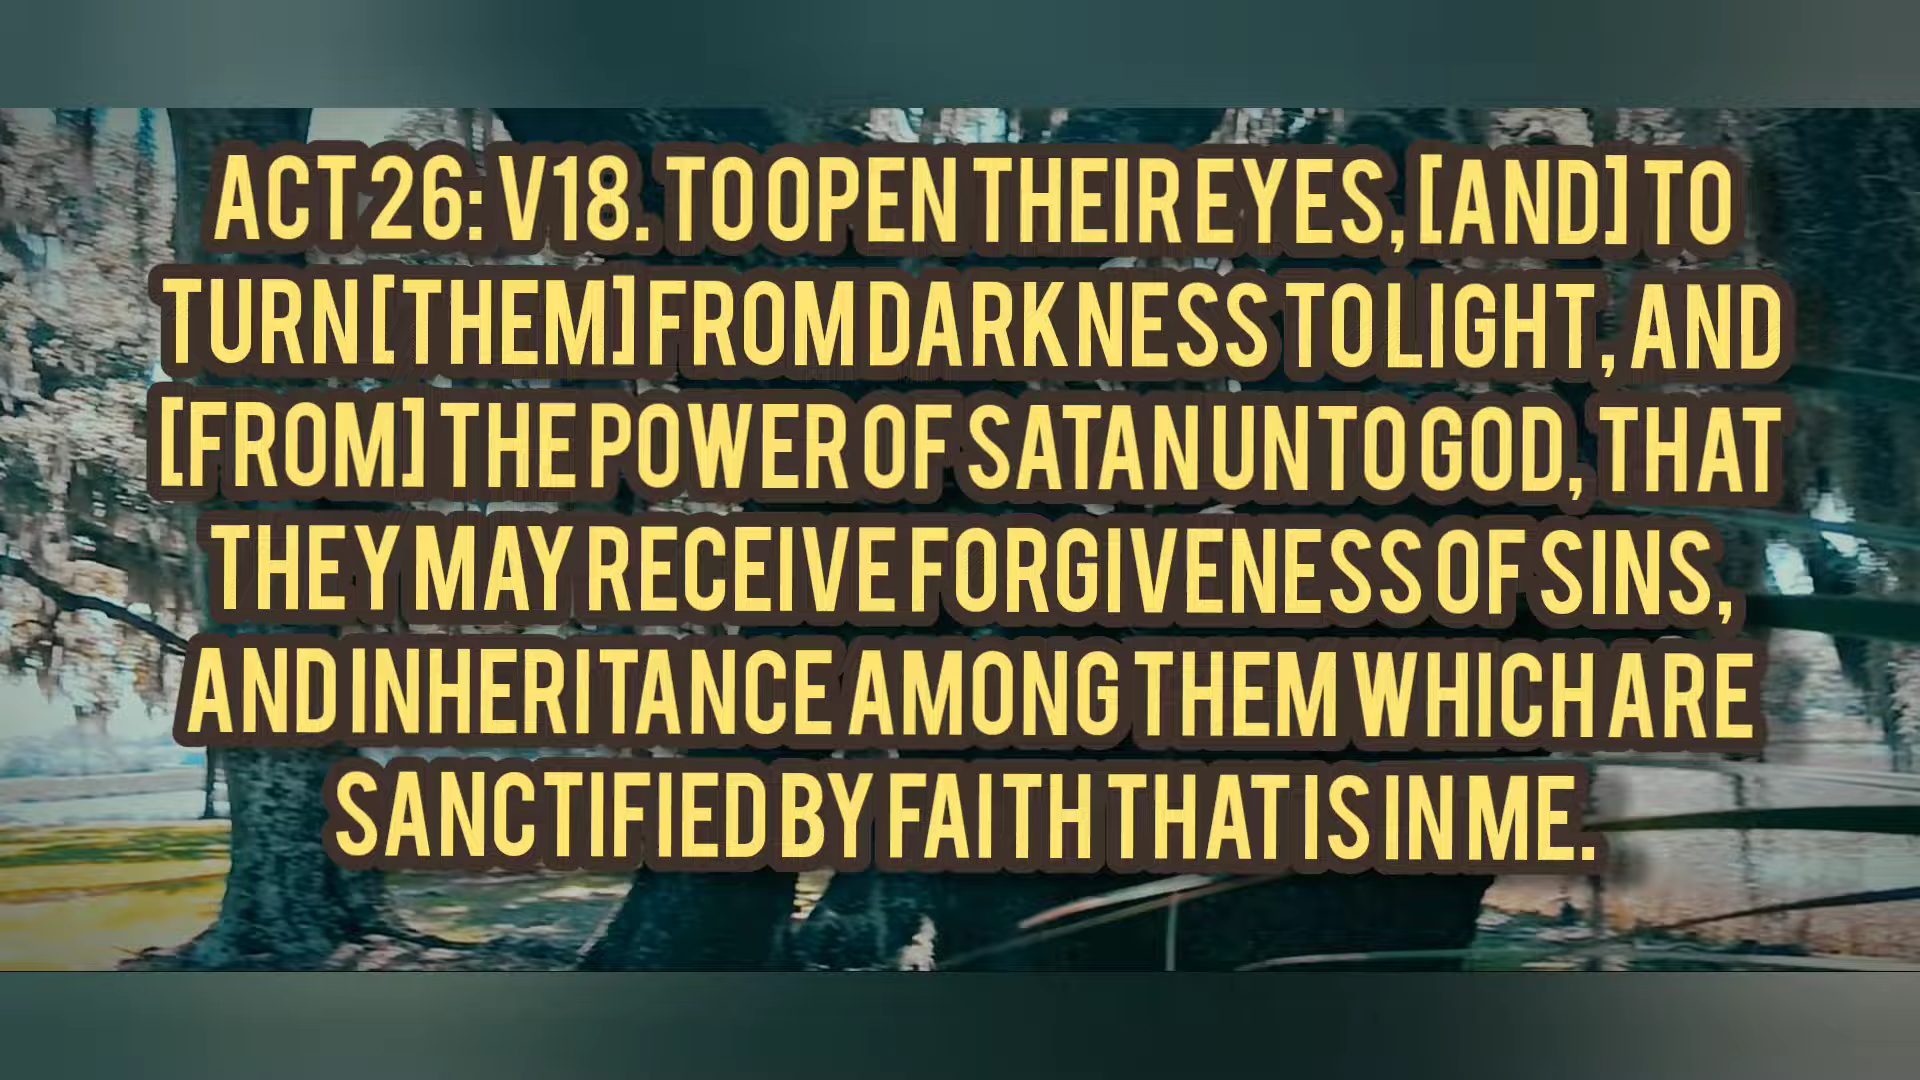 ACT 26: V18. TO OPEN THEIR EYES, [AND] TO
TURN [THEM] FROM DARKNESS TO LIGHT, AND
[FROM] THE POWER OF SATAN UNTO GOD, THAT
THEY MAY RECEIVE FORGIVENESS OF SINS,
AND INHERITANCE AMONG THEM WHICH ARE
SANCTIFIED BY FAITH THAT IS IN ME.